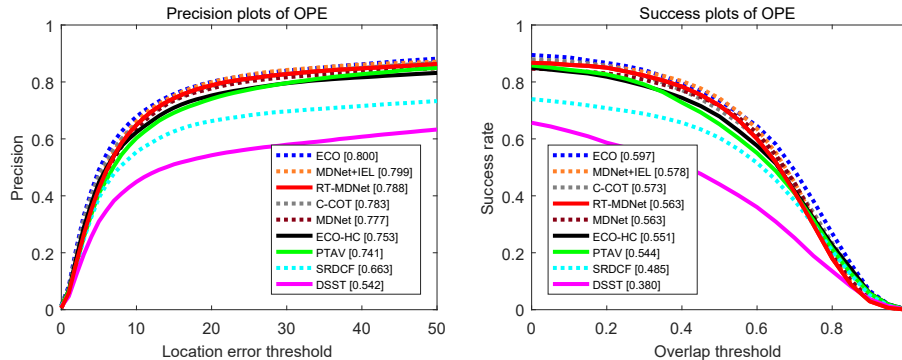 Precision plots of OPE
1
0.8
0.6
0.4
0.2
0
Precision
ECO [0.800]
MDNet+IEL [0.799]
RT-MDNet [0.788]
C-COT [0.783]
MDNet [0.777]
ECO-HC [0.753]
PTAV [0.741]
SRDCF [0.663]
DSST [0.542]
0 10 20 30 40 50
Location error threshold
Success plots of OPE
1
0.8
0.6
0.4
0.2
0
Success rate
ECO [0.597]
MDNet+IEL [0.578]
C-COT [0.573]
RT-MDNet [0.563]
MDNet [0.563]
ECO-HC [0.551]
PTAV [0.544]
SRDCF [0.485]
DSST [0.380]
0 0.2 0.4 0.6 0.8
Overlap threshold